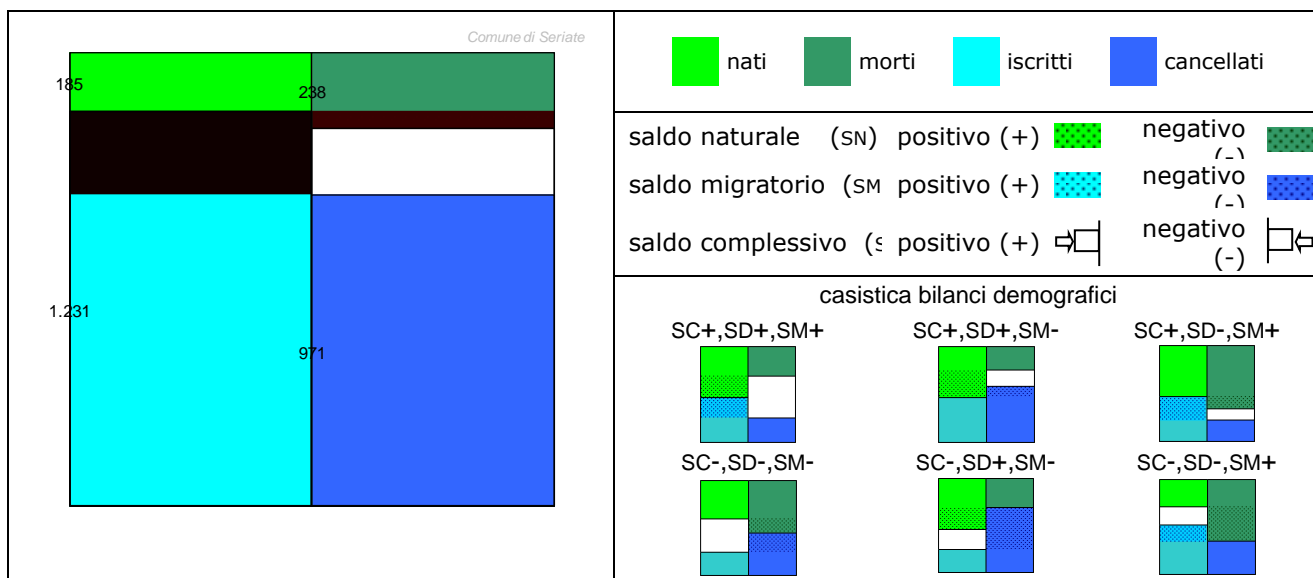 Comune di Seriate
185
238
1.231
971
nati morti iscritti cancellati
saldo naturale (SN) positivo (+) negativo (-)
saldo migratorio (SM positivo (+) negativo (-)
saldo complessivo (S positivo (+) negativo (-)
casistica bilanci demografici
SC+,SD+,SM+ SC+,SD+,SM- SC+,SD-,SM+
SC-,SD-,SM- SC-,SD+,SM- SC-,SD-,SM+